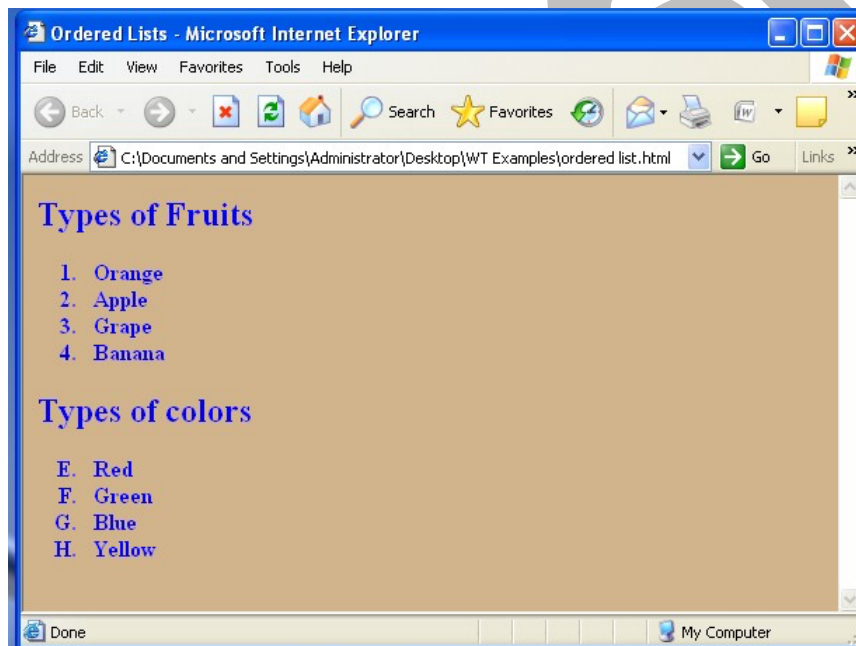 Ordered Lists - Microsoft Internet Explorer
File Edit View Favorites Tools Help
Back Search Favorites W »
Address C:\Documents and Settings\Administrator\Desktop\WT Examples\ordered list.html Go Links »
Types of Fruits
1. Orange
2. Apple
3. Grape
4. Banana
Types of colors
E. Red
F. Green
G. Blue
H. Yellow
Done My Computer